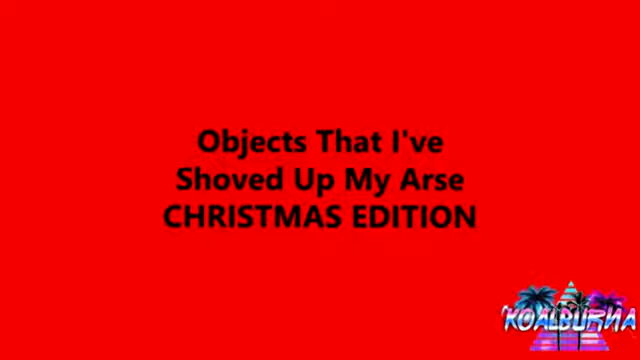 Objects That I've
Shoved Up My Arse
CHRISTMAS EDITION
KOALBURNA